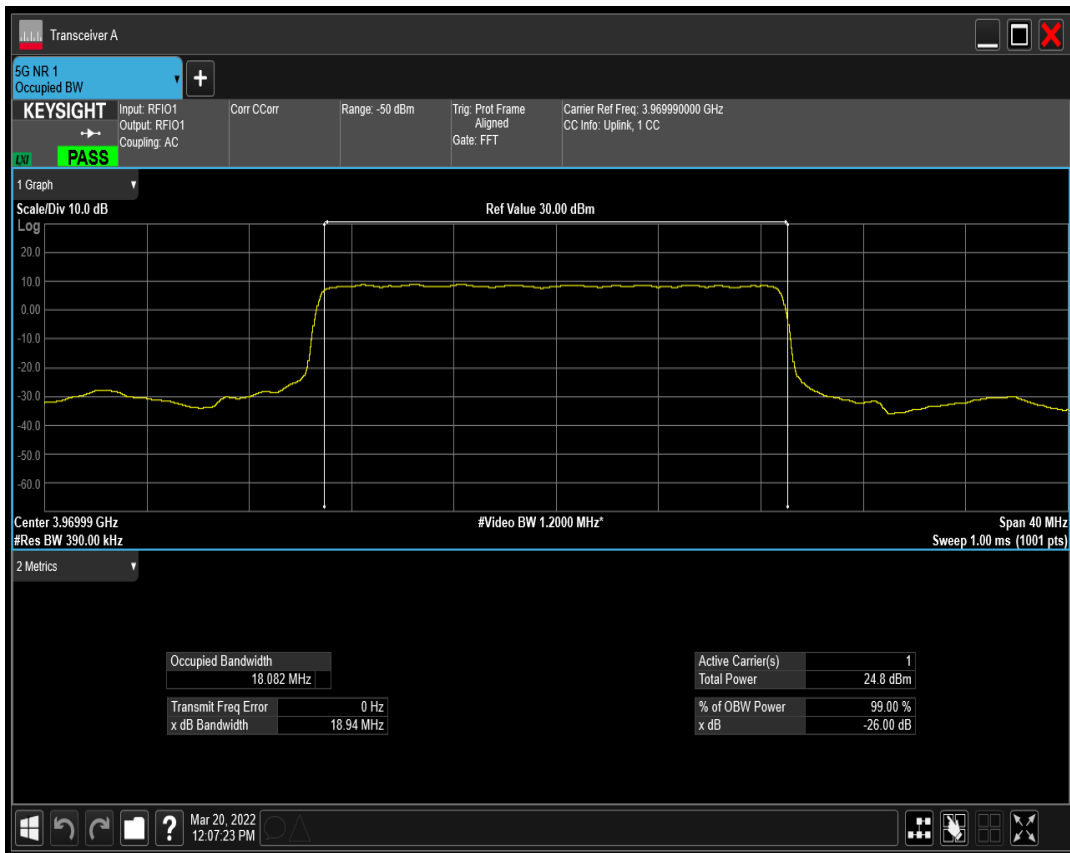 Transceiver A
5G NR 1
Occupied BW
+
KEYSIGHT
LXI
PASS
Input: RFIO1
Output: RFIO1
Coupling: AC
Corr CCorr
Range: -50 dBm
Trig: Prot Frame
Aligned
Gate: FFT
Carrier Ref Freq: 3.969990000 GHz
CC Info: Uplink, 1 CC
1 Graph
Scale/Div 10.0 dB
Ref Value 30.00 dBm
Log
20.0
10.0
0.00
-10.0
-20.0
-30.0
-40.0
-50.0
-60.0
Center 3.96999 GHz
#Video BW 1.2000 MHz*
Span 40 MHz
#Res BW 390.00 kHz
Sweep 1.00 ms (1001 pts)
2 Metrics
Occupied Bandwidth
18.082 MHz
Transmit Freq Error 0 Hz
x dB Bandwidth 18.94 MHz
Active Carrier(s) 1
Total Power 24.8 dBm
% of OBW Power 99.00 %
x dB -26.00 dB
?
Mar 20, 2022
12:07:23 PM